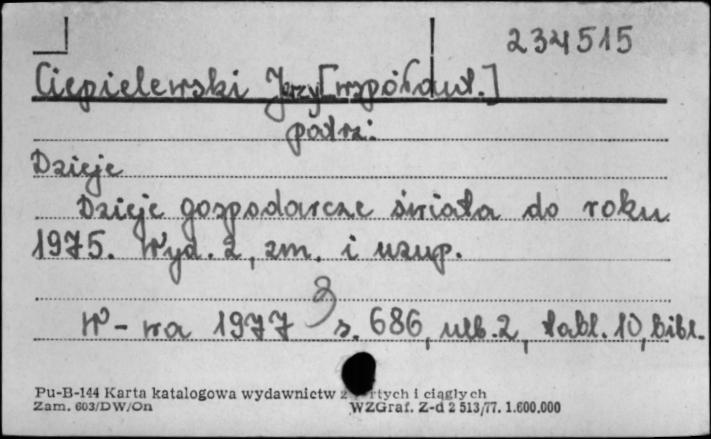 234515
Ciepielewski Jerzy [współaut.]
patrz:
Dzieje
Dzieje gospodarcze świata do roku
1975. Wyd. 2, zm. i uzup.
W-wa 1977 s. 686, nlb. 2, tabl. 10, bibl.
Pu-B-144 Karta katalogowa wydawnictw i ciągłych
Zam. 603/DW/On WZGraf. Z-d 2 513/77. 1.600.000